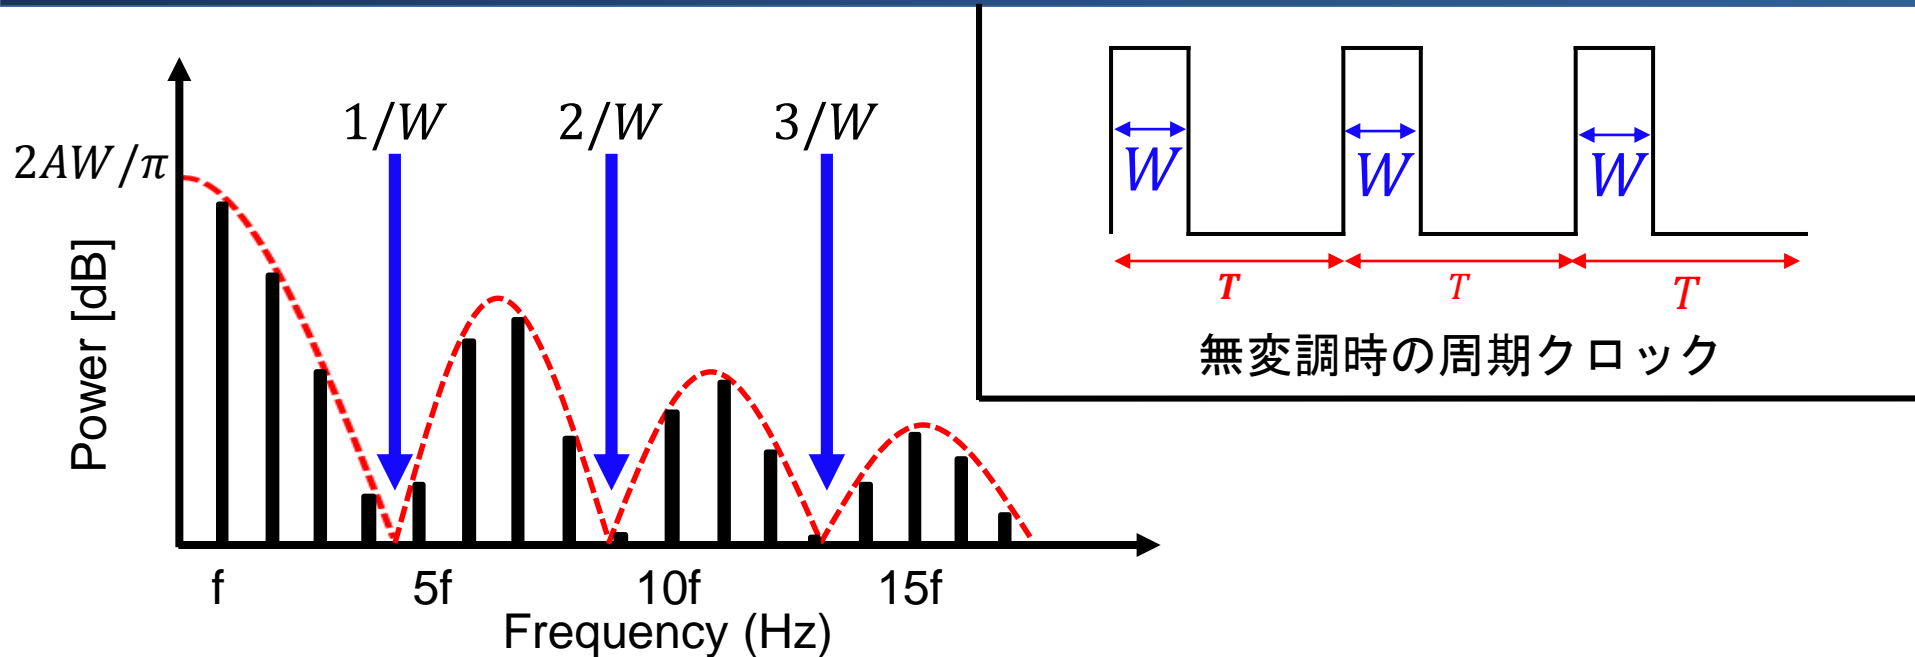 1/W
2/W
3/W
2AW/π
Power [dB]
f
5f
10f
15f
Frequency (Hz)
W
W
W
T
T
T
無変調時の周期クロック